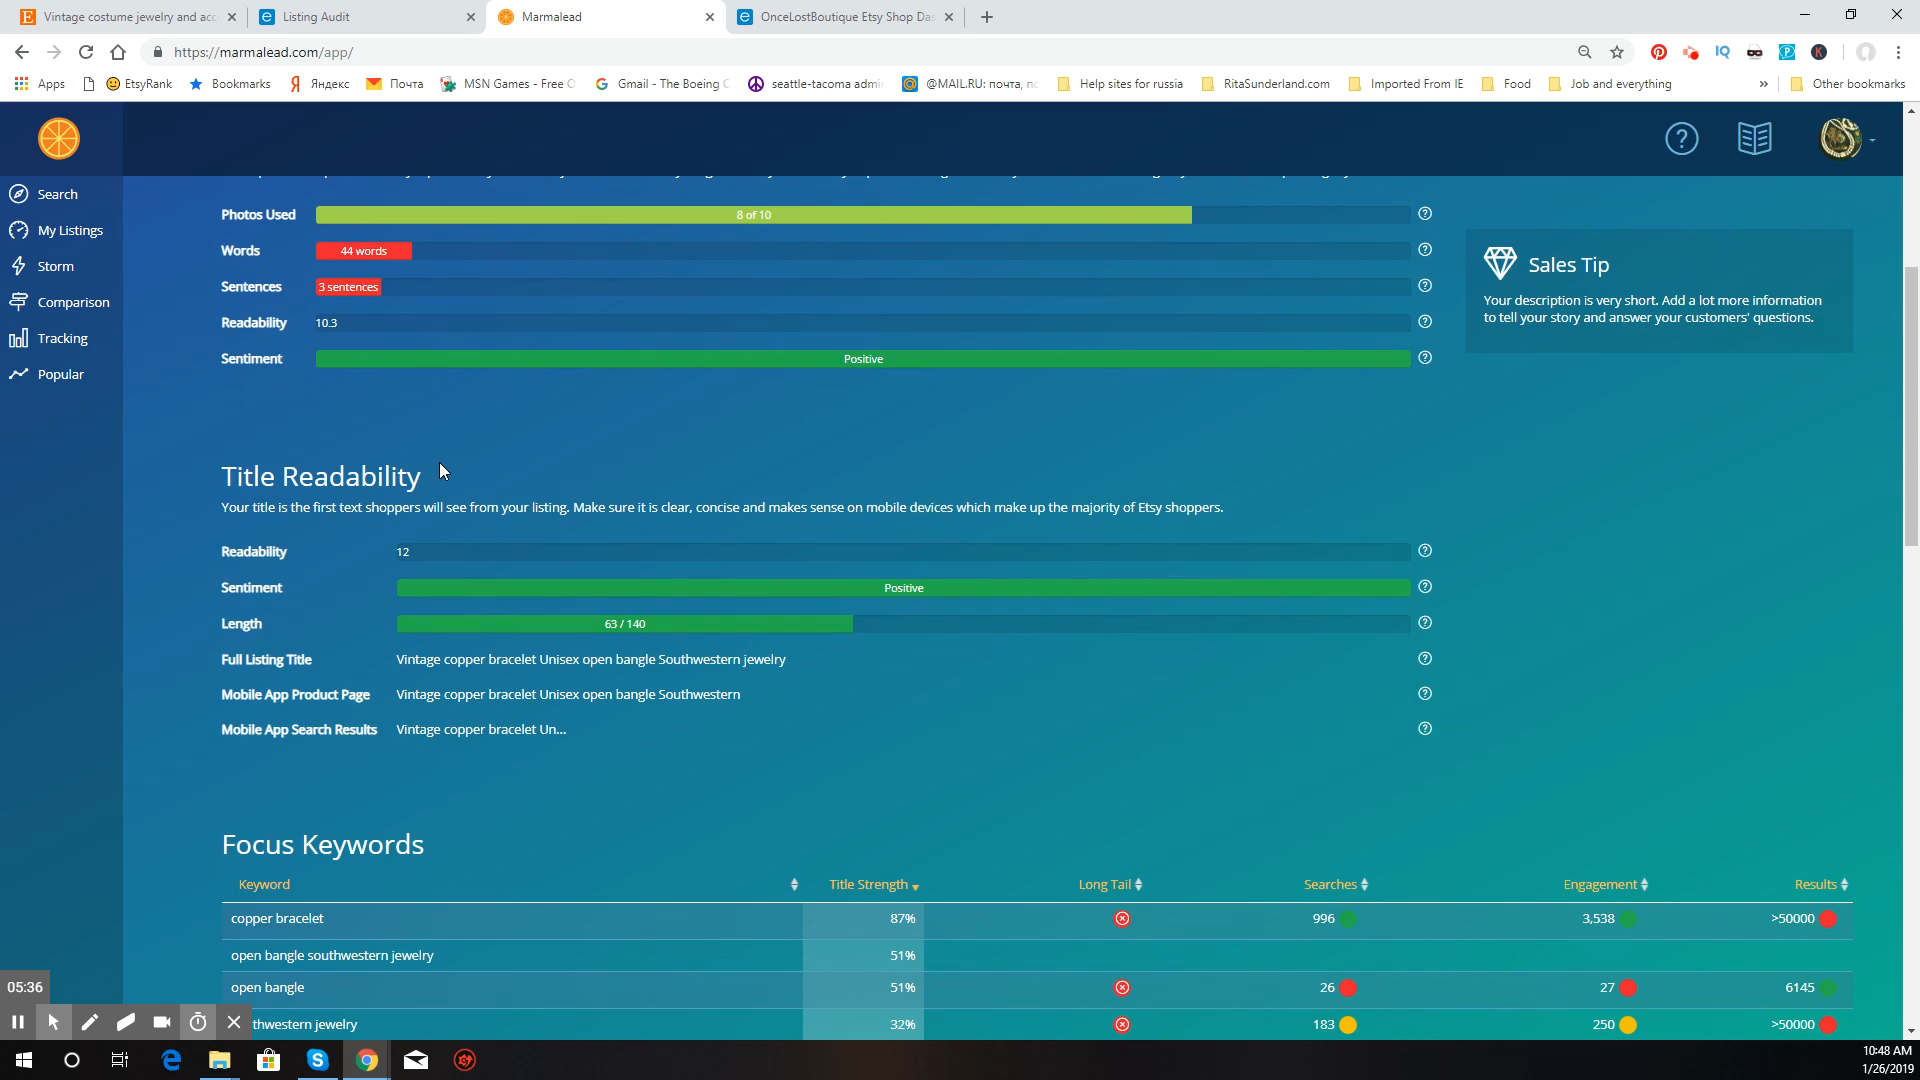 Vintage costume jewelry and acc
Listing Audit
Marmalead
OnceLostBoutique Etsy Shop Das
https://marmalead.com/app/
Apps
EtsyRank
Bookmarks
Яндекс
Почта
MSN Games - Free O
Gmail - The Boeing C
seattle-tacoma admin
@MAIL.RU: почта, по
Help sites for russia
RitaSunderland.com
Imported From IE
Food
Job and everything
»
Other bookmarks
Search
My Listings
Storm
Comparison
Tracking
Popular
Photos Used 8 of 10
Words 44 words
Sentences 3 sentences
Readability 10.3
Sentiment Positive
Sales Tip
Your description is very short. Add a lot more information
to tell your story and answer your customers' questions.
Title Readability
Your title is the first text shoppers will see from your listing. Make sure it is clear, concise and makes sense on mobile devices which make up the majority of Etsy shoppers.
Readability 12
Sentiment Positive
Length 63 / 140
Full Listing Title Vintage copper bracelet Unisex open bangle Southwestern jewelry
Mobile App Product Page Vintage copper bracelet Unisex open bangle Southwestern
Mobile App Search Results Vintage copper bracelet Un...
Focus Keywords
Keyword Title Strength Long Tail Searches Engagement Results
copper bracelet 87% 996 3,538 >50000
open bangle southwestern jewelry 51%
open bangle 51% 26 27 6145
thwestern jewelry 32% 183 250 >50000
05:36
10:48 AM
1/26/2019